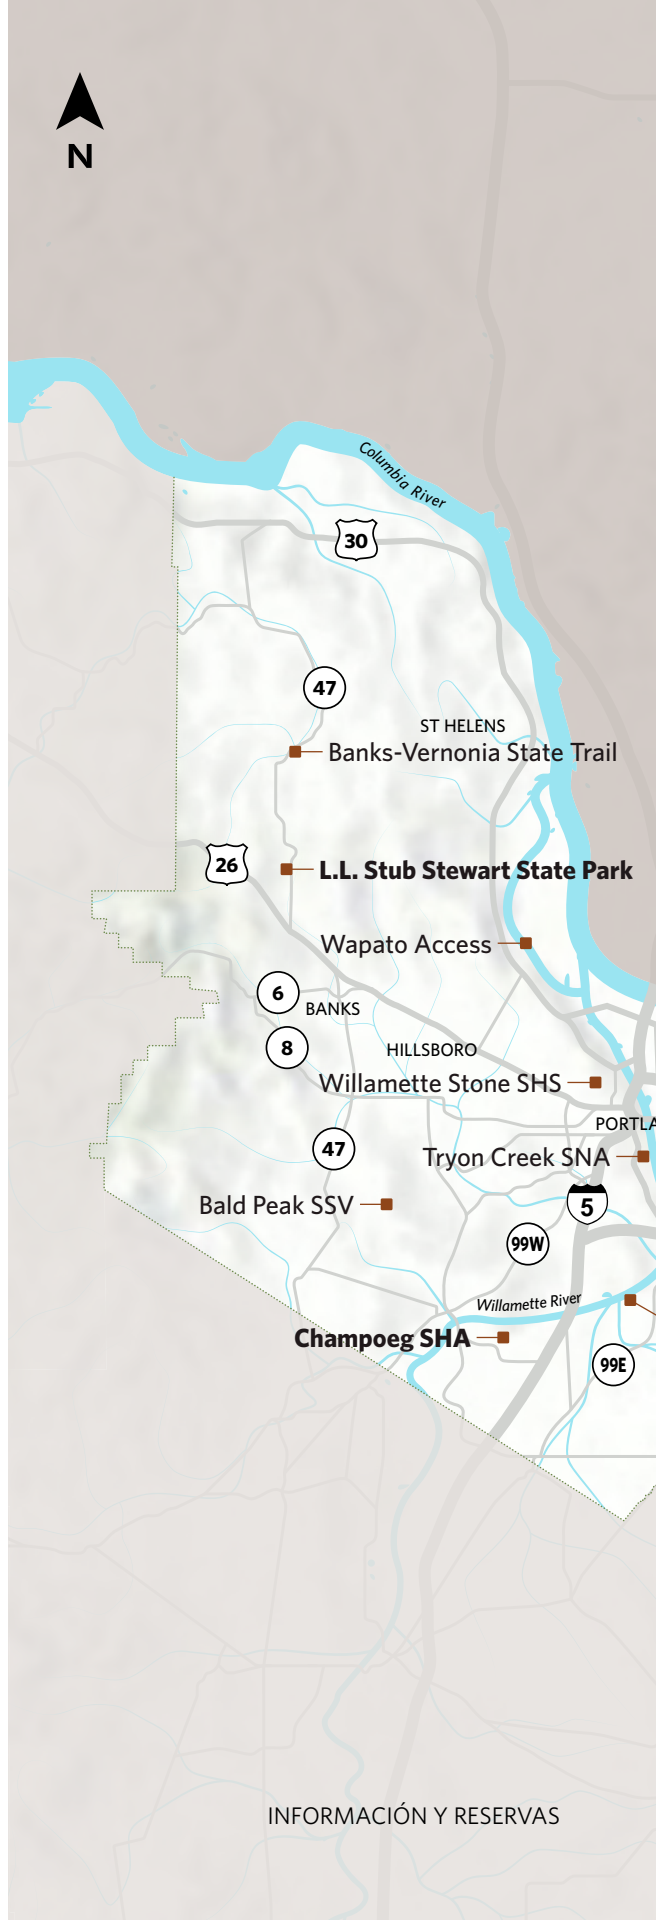 N
Columbia River
30
47
ST HELENS
Banks-Vernonia State Trail
26
L.L. Stub Stewart State Park
Wapato Access
6
BANKS
8
HILLSBORO
Willamette Stone SHS
PORTLA
47
Tryon Creek SNA
5
Bald Peak SSV
99W
Willamette River
Champoeg SHA
99E
INFORMACIÓN Y RESERVAS